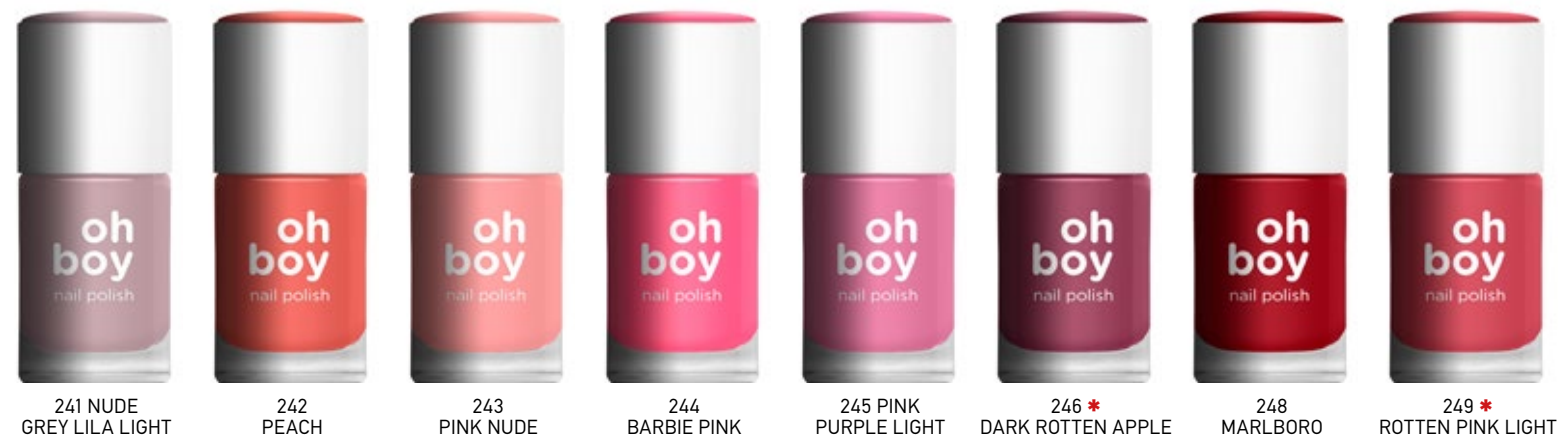 oh
boy
nail polish
oh
boy
nail polish
oh
boy
nail polish
oh
boy
nail polish
oh
boy
nail polish
oh
boy
nail polish
oh
boy
nail polish
oh
boy
nail polish
241 NUDE
GREY LILA LIGHT
242
PEACH
243
PINK NUDE
244
BARBIE PINK
245 PINK
PURPLE LIGHT
246 *
DARK ROTTEN APPLE
248
MARLBORO
249 *
ROTTEN PINK LIGHT